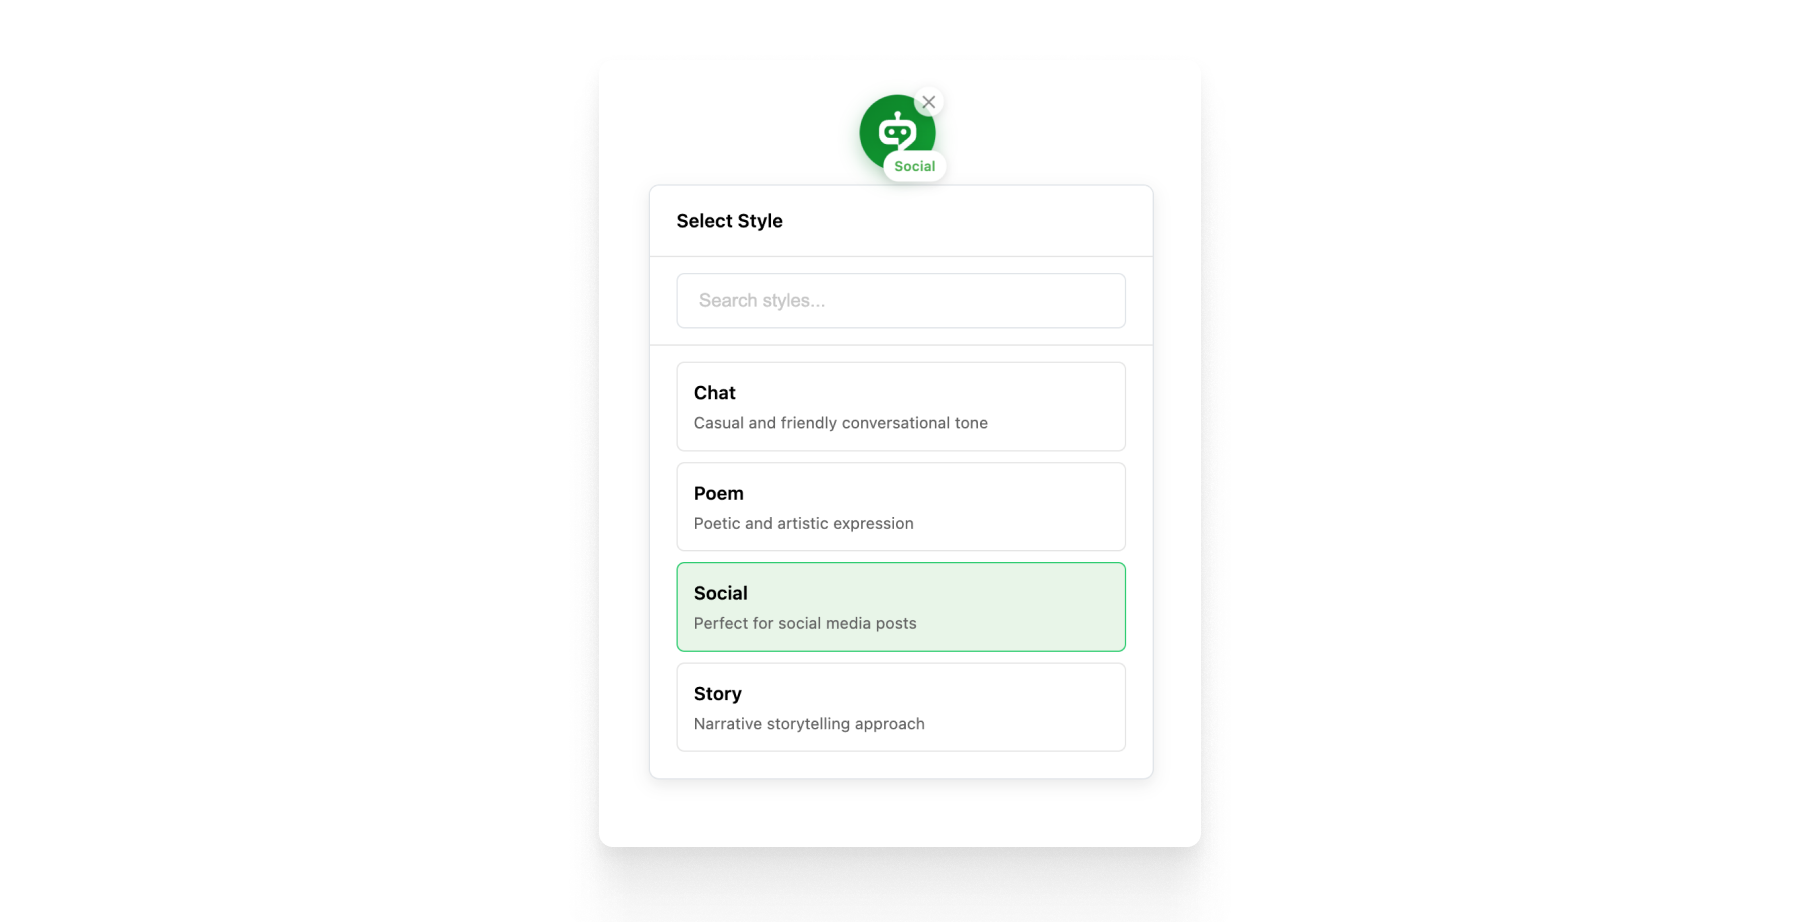 Social
Select Style
Search styles...
Chat
Casual and friendly conversational tone
Poem
Poetic and artistic expression
Social
Perfect for social media posts
Story
Narrative storytelling approach